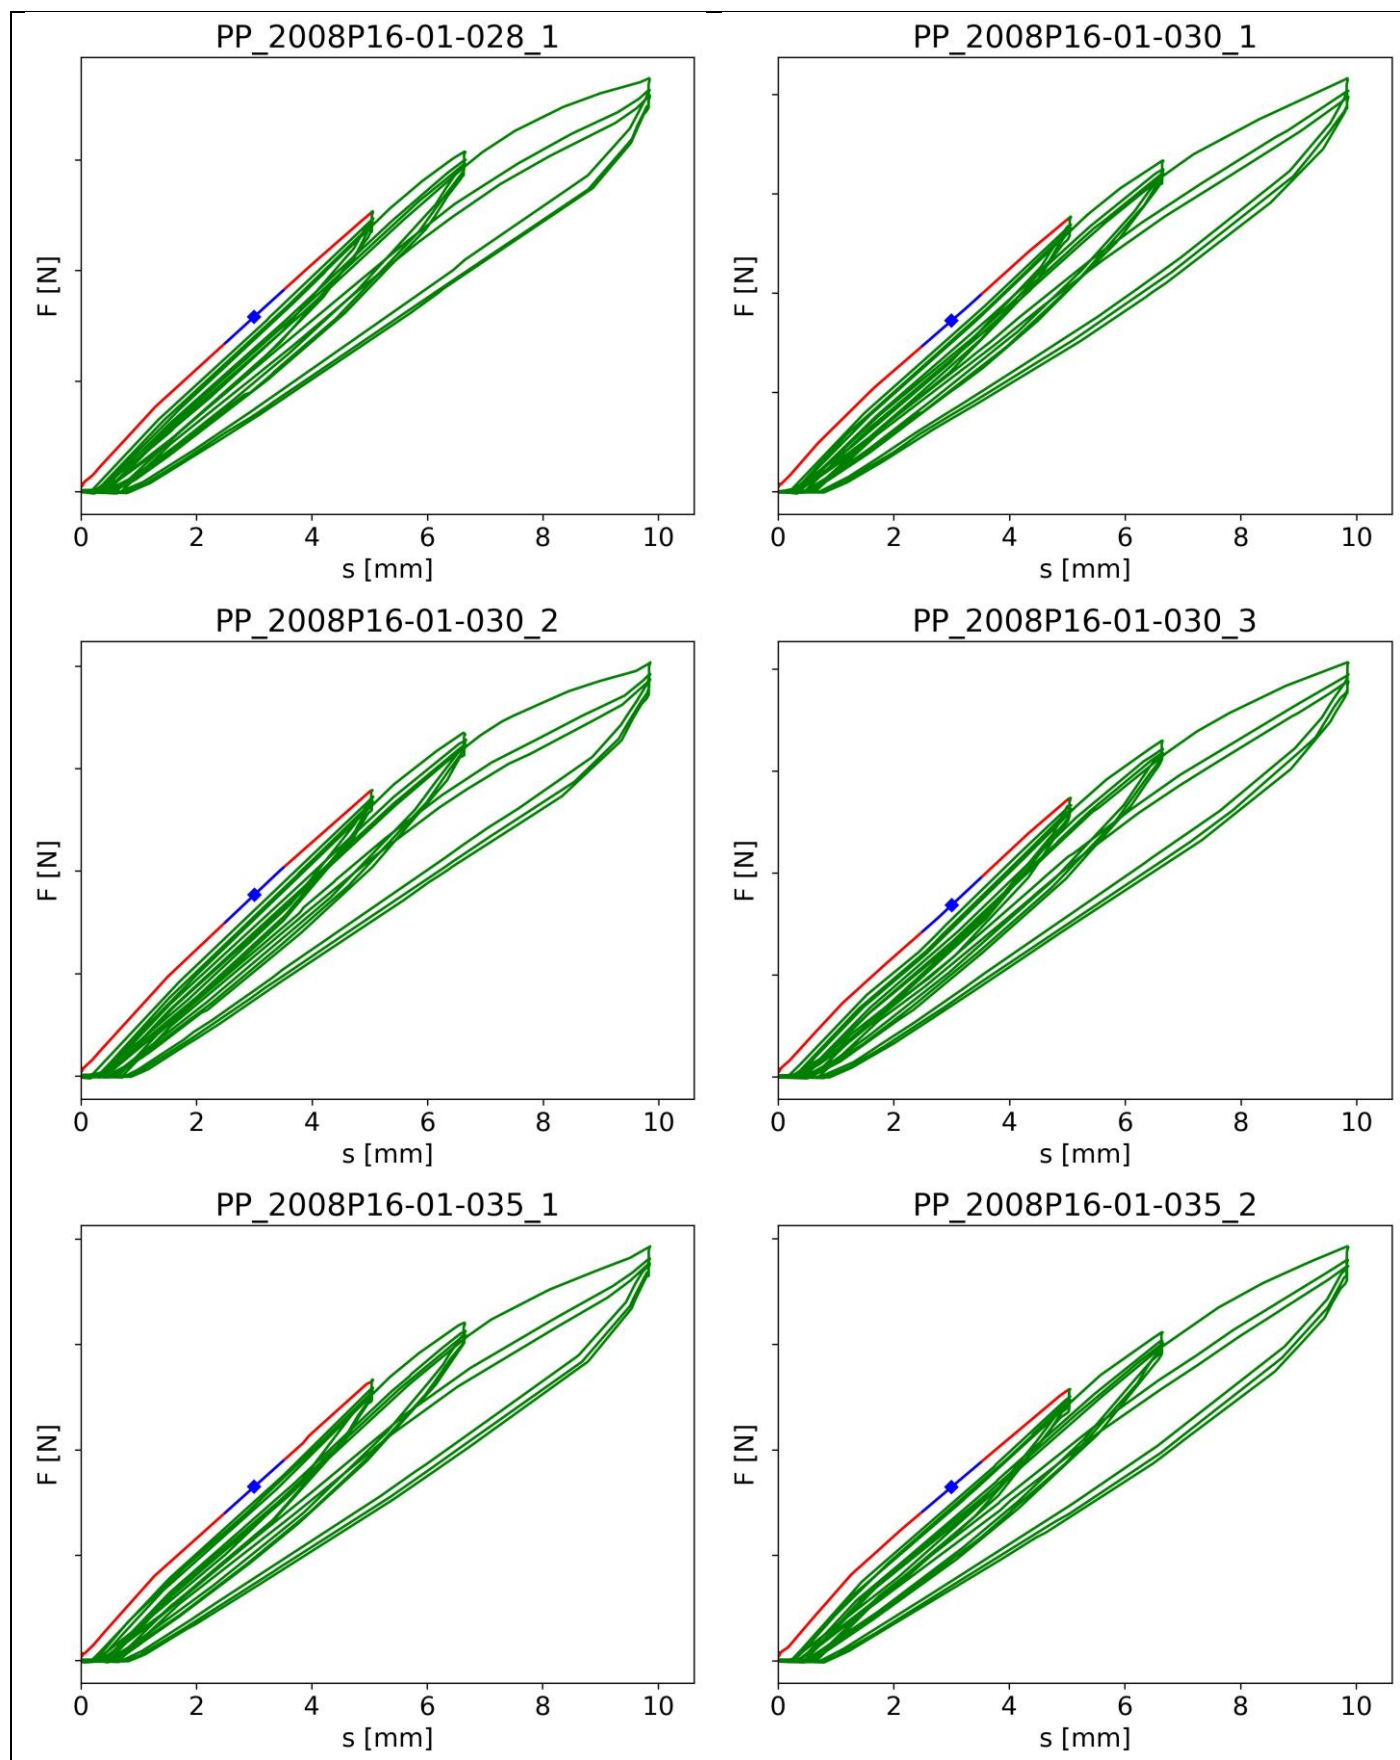 PP_2008P16-01-028_1
PP_2008P16-01-030_1
F [N]
F [N]
0 2 4 6 8 10
0 2 4 6 8 10
s [mm]
s [mm]
PP_2008P16-01-030_2
PP_2008P16-01-030_3
F [N]
F [N]
0 2 4 6 8 10
0 2 4 6 8 10
s [mm]
s [mm]
PP_2008P16-01-035_1
PP_2008P16-01-035_2
F [N]
F [N]
0 2 4 6 8 10
0 2 4 6 8 10
s [mm]
s [mm]